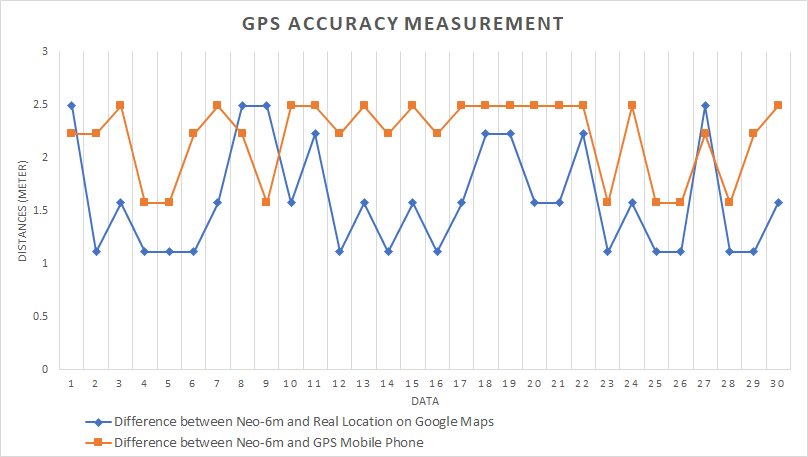 GPS ACCURACY MEASUREMENT
3
2.5
2
1.5
1
0.5
0
DISTANCES (METER)
1 2 3 4 5 6 7 8 9 10 11 12 13 14 15 16 17 18 19 20 21 22 23 24 25 26 27 28 29 30
DATA
Difference between Neo-6m and Real Location on Google Maps
Difference between Neo-6m and GPS Mobile Phone